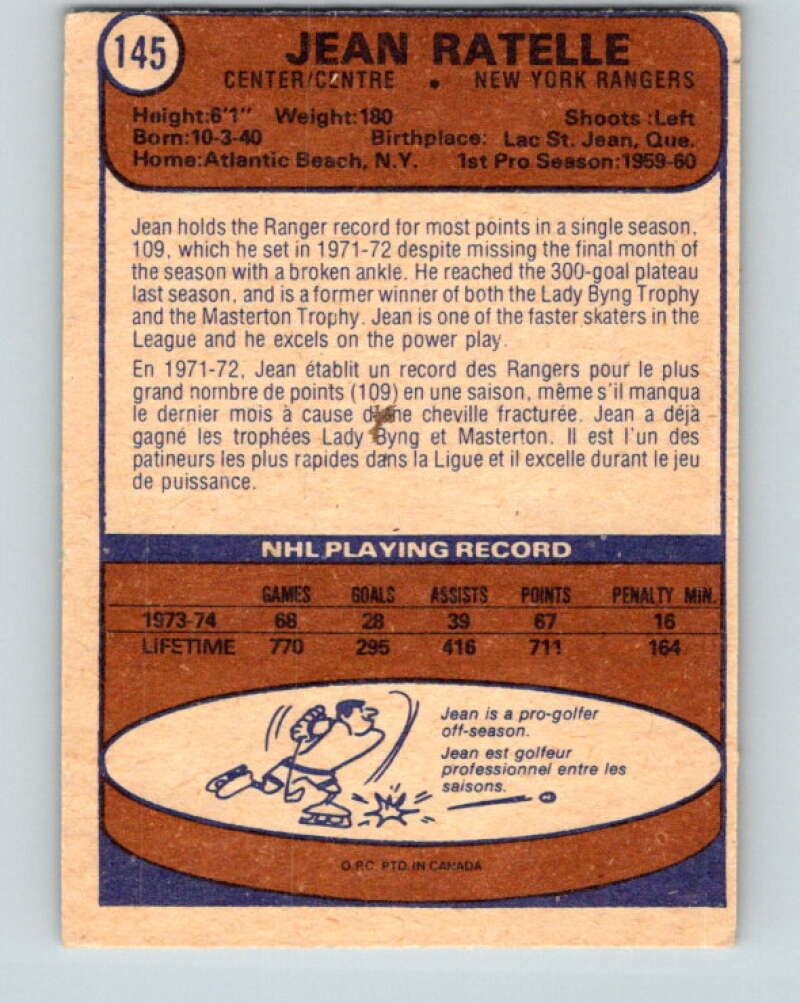 145
JEAN RATELLE
CENTER/CENTRE • NEW YORK RANGERS
Height:6'1" Weight:180 Shoots :Left
Born:10-3-40 Birthplace: Lac St. Jean, Que.
Home:Atlantic Beach, N.Y. 1st Pro Season:1959-60
Jean holds the Ranger record for most points in a single season,
109, which he set in 1971-72 despite missing the final month of
the season with a broken ankle. He reached the 300-goal plateau
last season, and is a former winner of both the Lady Byng Trophy
and the Masterton Trophy. Jean is one of the faster skaters in the
League and he excels on the power play.
En 1971-72, Jean établit un record des Rangers pour le plus
grand nombre de points (109) en une saison, même s'il manqua
le dernier mois à cause d'une cheville fracturée. Jean a déjà
gagné les trophées Lady Byng et Masterton. Il est l'un des
patineurs les plus rapides dans la Ligue et il excelle durant le jeu
de puissance.
NHL PLAYING RECORD
GAMES GOALS ASSISTS POINTS PENALTY MIN.
1973-74 68 28 39 67 16
LIFETIME 770 295 416 711 164
Jean is a pro-golfer
off-season.
Jean est golfeur
professionnel entre les
saisons.
O.P.C. PTD. IN CANADA